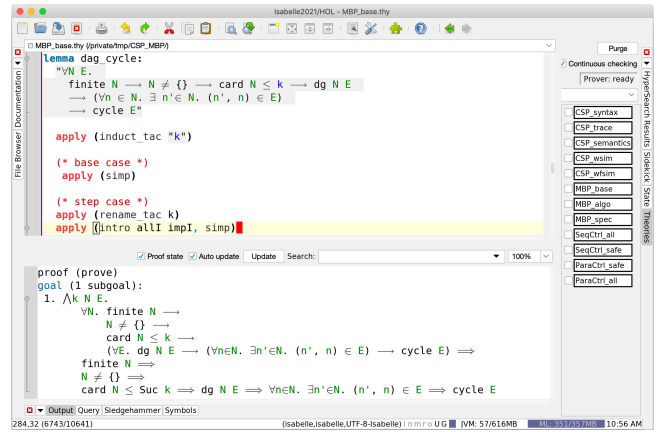 Isabelle2021/HOL - MBP_base.thy
MBP_base.thy (/private/tmp/CSP_MBP/)
lemma dag_cycle:
"∀N E.
finite N ⟶ N ≠ {} ⟶ card N ≤ k ⟶ dg N E
⟶ (∀n ∈ N. ∃ n'∈ N. (n', n) ∈ E)
⟶ cycle E"
apply (induct_tac "k")
(* base case *)
apply (simp)
(* step case *)
apply (rename_tac k)
apply (intro allI impI, simp)
Proof state
Auto update
Update
Search:
100%
proof (prove)
goal (1 subgoal):
1. ⋀k N E.
∀N. finite N ⟶
N ≠ {} ⟶
card N ≤ k ⟶
(∀E. dg N E ⟶ (∀n∈N. ∃n'∈N. (n', n) ∈ E) ⟶ cycle E) ⟹
finite N ⟹
N ≠ {} ⟹
card N ≤ Suc k ⟹ dg N E ⟹ ∀n∈N. ∃n'∈N. (n', n) ∈ E ⟹ cycle E
Output Query Sledgehammer Symbols
284,32 (6743/10641)
(isabelle,isabelle,UTF-8-Isabelle) l n m r o U G
JVM: 57/616MB
ML: 351/357MB
10:56 AM
File Browser
Documentation
Purge
Continuous checking
Prover: ready
CSP_syntax
CSP_trace
CSP_semantics
CSP_wsim
CSP_wfsim
MBP_base
MBP_algo
MBP_spec
SeqCtrl_all
SeqCtrl_safe
ParaCtrl_safe
ParaCtrl_all
HyperSearch Results
Sidekick
State
Theories